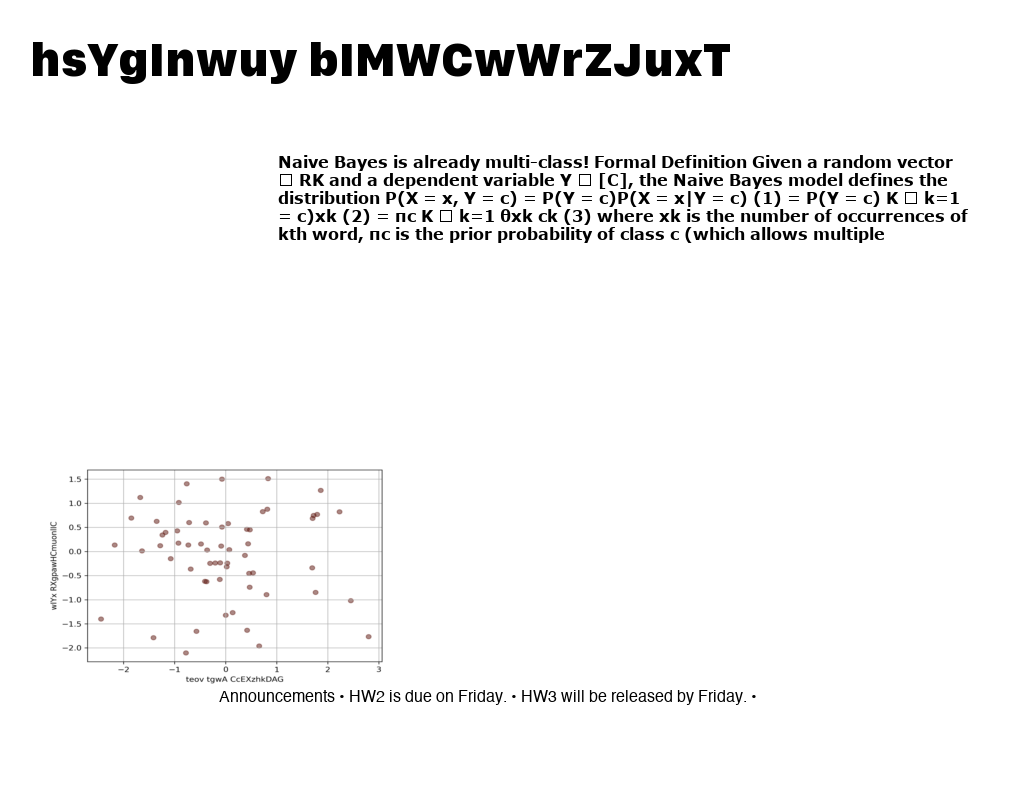 hsYgInwuy bIMWCwWrZJuxT
Naive Bayes is already multi-class! Formal Definition Given a random vector
□ RK and a dependent variable Y □ [C], the Naive Bayes model defines the
distribution P(X = x, Y = c) = P(Y = c)P(X = x|Y = c) (1) = P(Y = c) K □ k=1
= c)xk (2) = πc K □ k=1 θxk ck (3) where xk is the number of occurrences of
kth word, πc is the prior probability of class c (which allows multiple
1.5
1.0
0.5
0.0
−0.5
−1.0
−1.5
−2.0
−2 −1 0 1 2 3
teov tgwA CcEXzhkDAG
Announcements • HW2 is due on Friday. • HW3 will be released by Friday. •